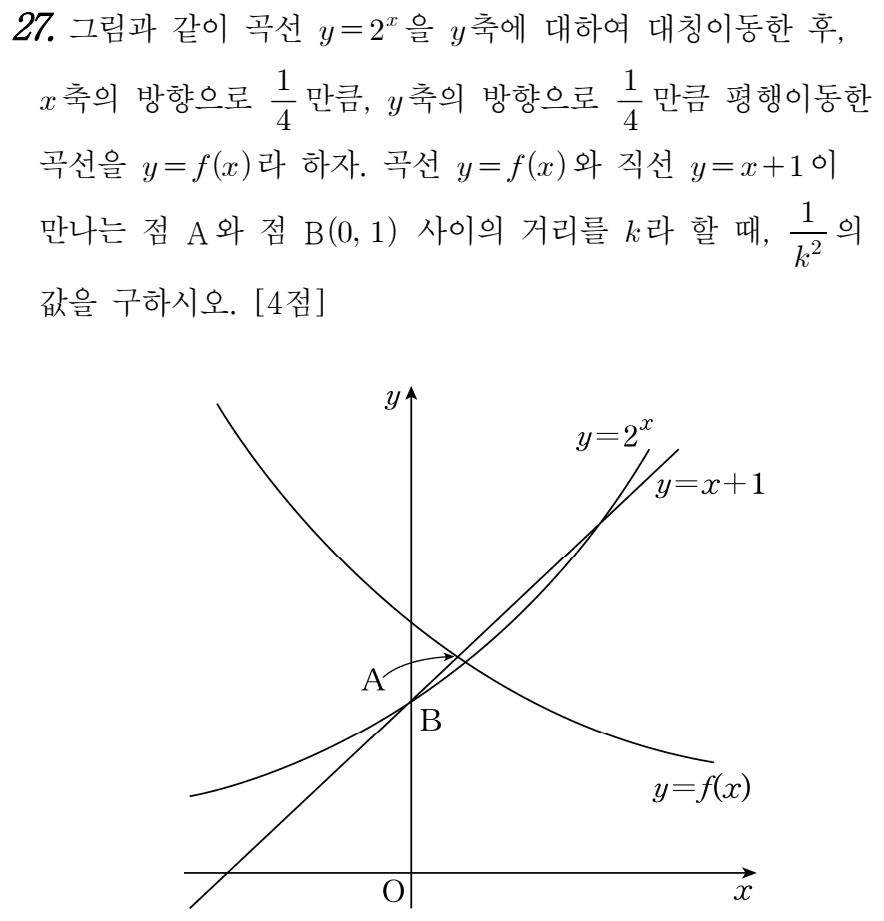 27. 그림과 같이 곡선 y=2^x을 y축에 대하여 대칭이동한 후,
x축의 방향으로 1/4만큼, y축의 방향으로 1/4만큼 평행이동한
곡선을 y=f(x)라 하자. 곡선 y=f(x)와 직선 y=x+1이
만나는 점 A와 점 B(0, 1) 사이의 거리를 k라 할 때, 1/k^2의
값을 구하시오. [4점]
y
y=2^x
y=x+1
A
B
y=f(x)
O
x